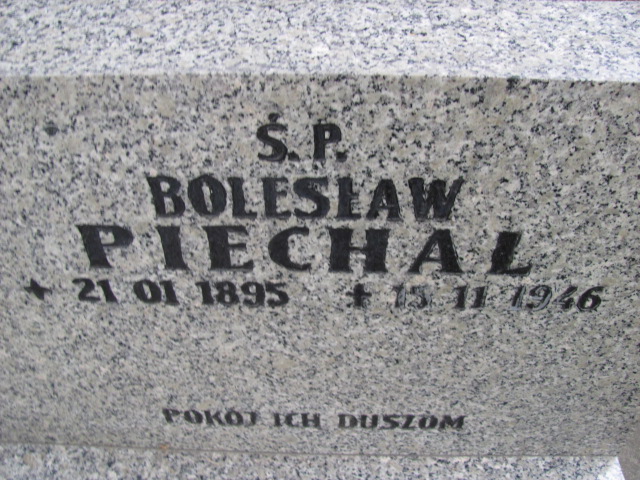 Ś.P.
BOLESŁAW
PIECHAL
* 21 01 1895 + 15 11 1946
POKÓJ ICH DUSZOM